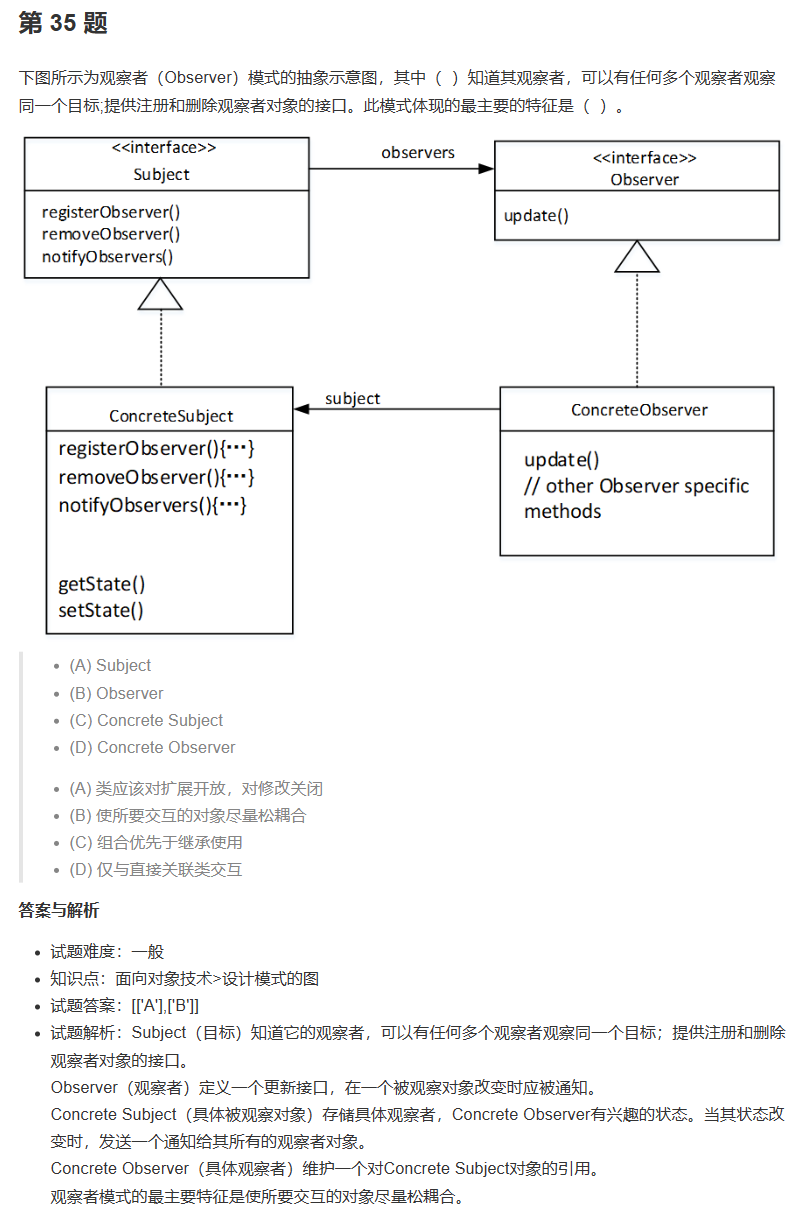 第 35 题
下图所示为观察者（Observer）模式的抽象示意图，其中（  ）知道其观察者，可以有任何多个观察者观察
同一个目标;提供注册和删除观察者对象的接口。此模式体现的最主要的特征是（  ）。
<<interface>>
Subject
registerObserver()
removeObserver()
notifyObservers()
observers
<<interface>>
Observer
update()
ConcreteSubject
registerObserver(){…}
removeObserver(){…}
notifyObservers(){…}
getState()
setState()
subject
ConcreteObserver
update()
// other Observer specific
methods
(A) Subject
(B) Observer
(C) Concrete Subject
(D) Concrete Observer
(A) 类应该对扩展开放，对修改关闭
(B) 使所要交互的对象尽量松耦合
(C) 组合优先于继承使用
(D) 仅与直接关联类交互
答案与解析
试题难度：一般
知识点：面向对象技术>设计模式的图
试题答案：[['A'],['B']]
试题解析：Subject（目标）知道它的观察者，可以有任何多个观察者观察同一个目标；提供注册和删除
观察者对象的接口。
Observer（观察者）定义一个更新接口，在一个被观察对象改变时应被通知。
Concrete Subject（具体被观察对象）存储具体观察者，Concrete Observer有兴趣的状态。当其状态改
变时，发送一个通知给其所有的观察者对象。
Concrete Observer（具体观察者）维护一个对Concrete Subject对象的引用。
观察者模式的最主要特征是使所要交互的对象尽量松耦合。